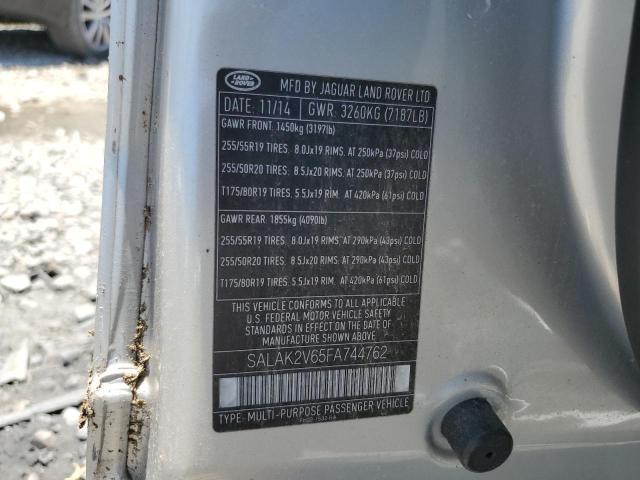 LAND ROVER
MFD BY JAGUAR LAND ROVER LTD
DATE: 11/14 GWR: 3260KG (7187LB)
GAWR FRONT: 1450kg (3197lb)
255/55R19 TIRES. 8.0Jx19 RIMS. AT 250kPa (37psi) COLD
255/50R20 TIRES. 8.5Jx20 RIMS. AT 250kPa (37psi) COLD
T175/80R19 TIRES. 5.5Jx19 RIM. AT 420kPa (61psi) COLD
GAWR REAR: 1855kg (4090lb)
255/55R19 TIRES. 8.0Jx19 RIMS. AT 290kPa (43psi) COLD
255/50R20 TIRES. 8.5Jx20 RIMS. AT 290kPa (43psi) COLD
T175/80R19 TIRES. 5.5Jx19 RIM. AT 420kPa (61psi) COLD
THIS VEHICLE CONFORMS TO ALL APPLICABLE
U.S. FEDERAL MOTOR VEHICLE SAFETY
STANDARDS IN EFFECT ON THE DATE OF
MANUFACTURE SHOWN ABOVE.
SALAK2V65FA744762
TYPE: MULTI-PURPOSE PASSENGER VEHICLE